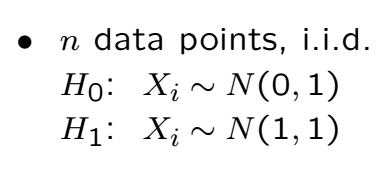 • n data points, i.i.d.
H₀: Xᵢ ∼ N(0, 1)
H₁: Xᵢ ∼ N(1, 1)